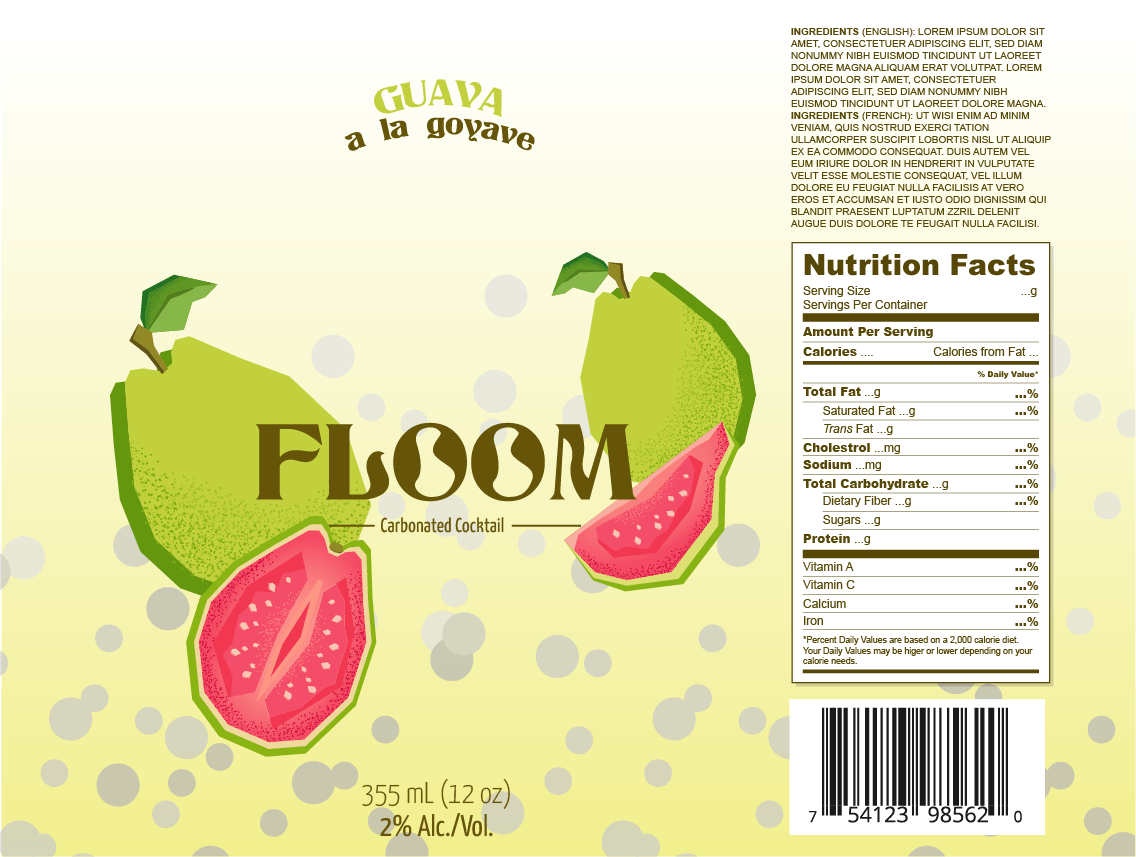 GUAVA
a la goyave
FLOOM
Carbonated Cocktail
355 mL (12 oz)
2% Alc./Vol.
INGREDIENTS (ENGLISH): LOREM IPSUM DOLOR SIT
AMET, CONSECTETUER ADIPISCING ELIT, SED DIAM
NONUMMY NIBH EUISMOD TINCIDUNT UT LAOREET
DOLORE MAGNA ALIQUAM ERAT VOLUTPAT. LOREM
IPSUM DOLOR SIT AMET, CONSECTETUER
ADIPISCING ELIT, SED DIAM NONUMMY NIBH
EUISMOD TINCIDUNT UT LAOREET DOLORE MAGNA.
INGREDIENTS (FRENCH): UT WISI ENIM AD MINIM
VENIAM, QUIS NOSTRUD EXERCI TATION
ULLAMCORPER SUSCIPIT LOBORTIS NISL UT ALIQUIP
EX EA COMMODO CONSEQUAT. DUIS AUTEM VEL
EUM IRIURE DOLOR IN HENDRERIT IN VULPUTATE
VELIT ESSE MOLESTIE CONSEQUAT, VEL ILLUM
DOLORE EU FEUGIAT NULLA FACILISIS AT VERO
EROS ET ACCUMSAN ET IUSTO ODIO DIGNISSIM QUI
BLANDIT PRAESENT LUPTATUM ZZRIL DELENIT
AUGUE DUIS DOLORE TE FEUGAIT NULLA FACILISI.
Nutrition Facts
Serving Size ...g
Servings Per Container
Amount Per Serving
Calories .... Calories from Fat ...
% Daily Value*
Total Fat ...g ...%
Saturated Fat ...g ...%
Trans Fat ...g
Cholestrol ...mg ...%
Sodium ...mg ...%
Total Carbohydrate ...g ...%
Dietary Fiber ...g ...%
Sugars ...g
Protein ...g
Vitamin A ...%
Vitamin C ...%
Calcium ...%
Iron ...%
*Percent Daily Values are based on a 2,000 calorie diet.
Your Daily Values may be higer or lower depending on your
calorie needs.
7 54123 98562 0